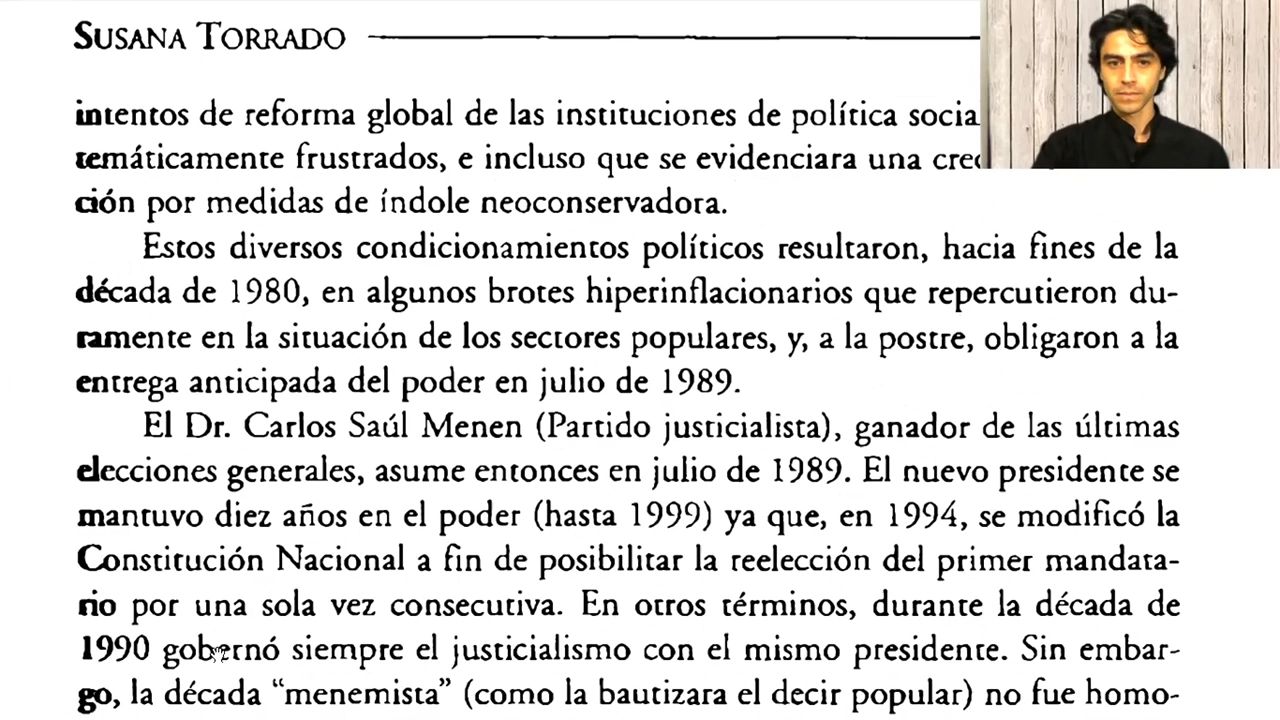 SUSANA TORRADO
intentos de reforma global de las instituciones de política socia
temáticamente frustrados, e incluso que se evidenciara una crec
ción por medidas de índole neoconservadora.
Estos diversos condicionamientos políticos resultaron, hacia fines de la
década de 1980, en algunos brotes hiperinflacionarios que repercutieron du-
ramente en la situación de los sectores populares, y, a la postre, obligaron a la
entrega anticipada del poder en julio de 1989.
El Dr. Carlos Saúl Menen (Partido justicialista), ganador de las últimas
elecciones generales, asume entonces en julio de 1989. El nuevo presidente se
mantuvo diez años en el poder (hasta 1999) ya que, en 1994, se modificó la
Constitución Nacional a fin de posibilitar la reelección del primer mandata-
rio por una sola vez consecutiva. En otros términos, durante la década de
1990 gobernó siempre el justicialismo con el mismo presidente. Sin embar-
go, la década “menemista” (como la bautizara el decir popular) no fue homo-